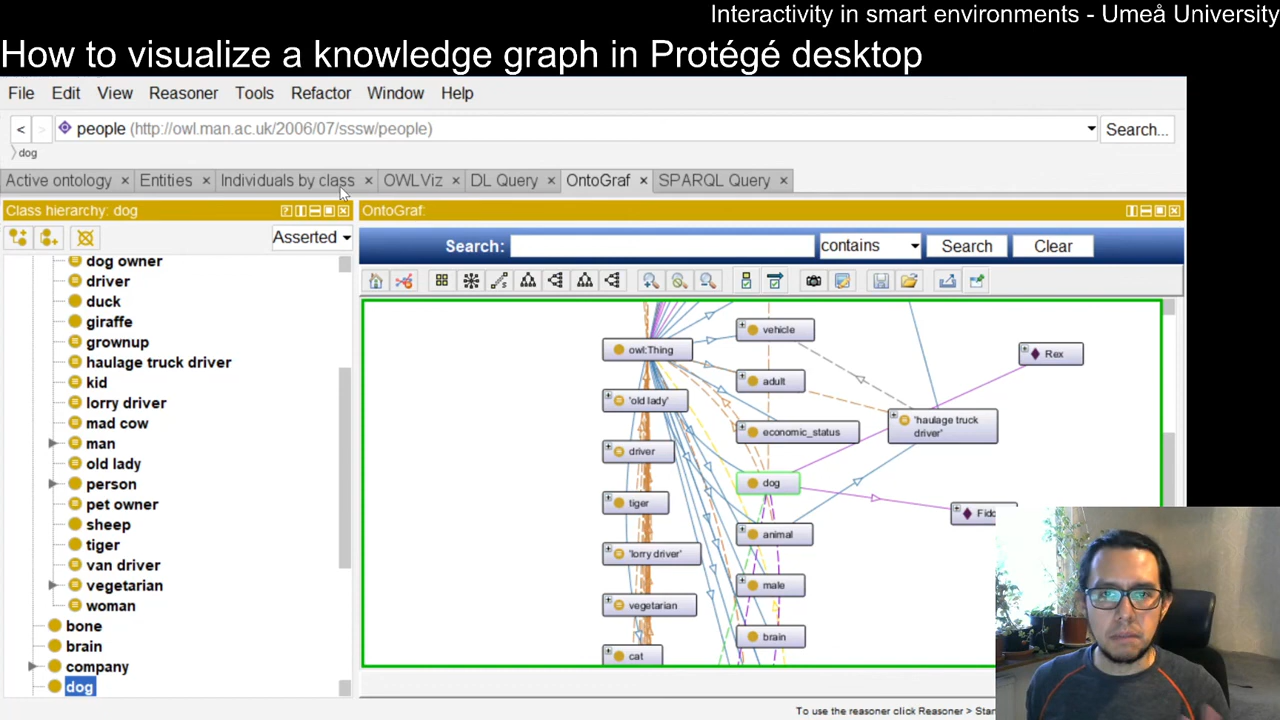 Interactivity in smart environments - Umeå University
How to visualize a knowledge graph in Protégé desktop
File Edit View Reasoner Tools Refactor Window Help
< > people (http://owl.man.ac.uk/2006/07/sssw/people) Search...
dog
Active ontology × Entities × Individuals by class × OWLViz × DL Query × OntoGraf × SPARQL Query ×
Class hierarchy: dog
Asserted
dog owner
driver
duck
giraffe
grownup
haulage truck driver
kid
lorry driver
mad cow
man
old lady
person
pet owner
sheep
tiger
van driver
vegetarian
woman
bone
brain
company
dog
OntoGraf:
Search: contains Search Clear
vehicle
owl:Thing
Rex
adult
'old lady'
'haulage truck
driver'
economic_status
driver
dog
tiger
animal
'lorry driver'
male
vegetarian
brain
cat
To use the reasoner click Reasoner >